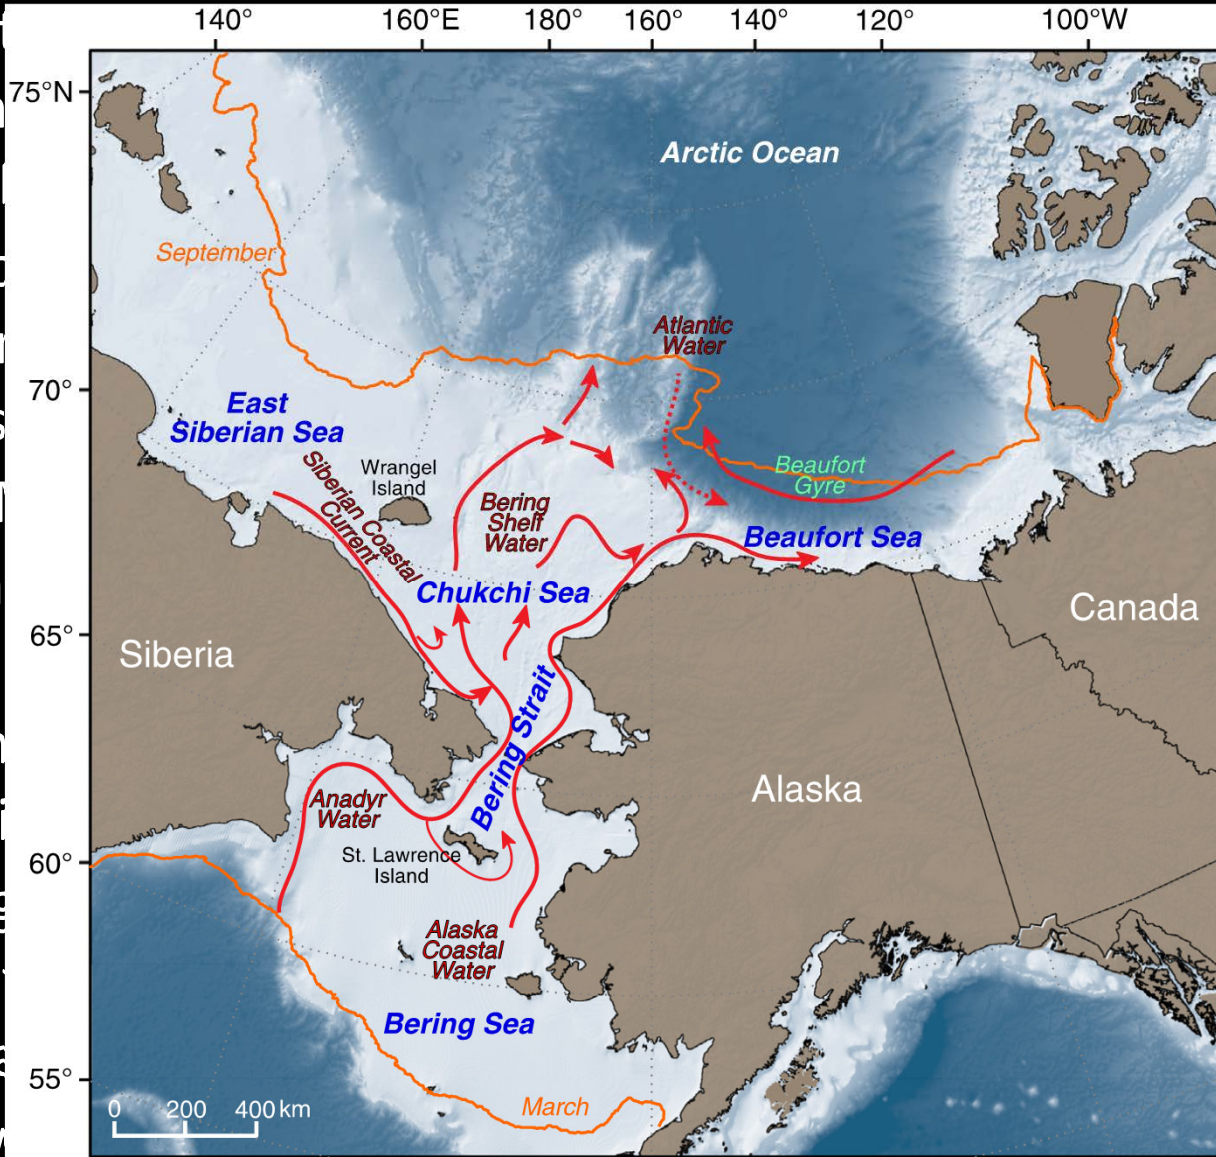 140°
160°E
180°
160°
140°
120°
100°W
75°N
Arctic Ocean
September
Atlantic
Water
70°
East
Siberian Sea
Siberian Coastal
Current
Wrangel
Island
Beaufort
Gyre
Bering
Shelf
Water
Beaufort Sea
Chukchi Sea
Canada
65°
Siberia
Bering Strait
Alaska
Anadyr
Water
St. Lawrence
Island
60°
Alaska
Coastal
Water
Bering Sea
55°
March
0 200 400 km